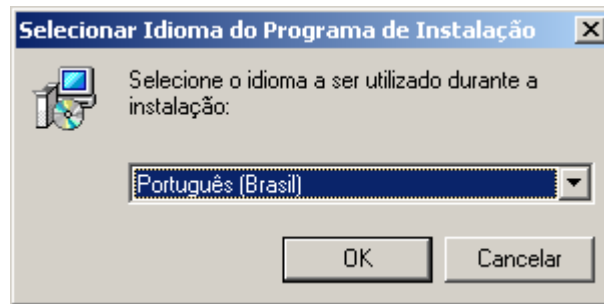 Selecionar Idioma do Programa de Instalação
Selecione o idioma a ser utilizado durante a
instalação:
Português (Brasil)
OK
Cancelar